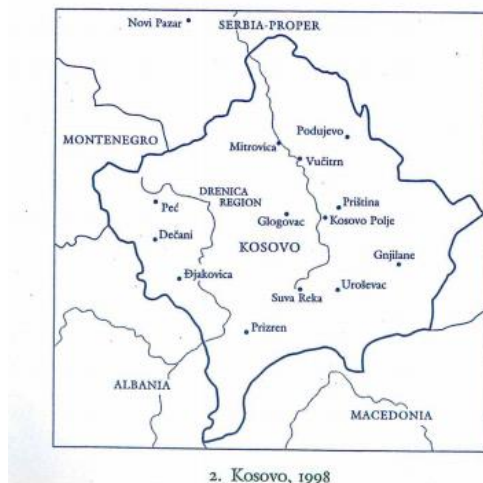 Novi Pazar
SERBIA-PROPER
MONTENEGRO
Podujevo
Mitrovica
Vučitrn
DRENICA
REGION
Peć
Priština
Glogovac
Kosovo Polje
Dečani
KOSOVO
Gnjilane
Djakovica
Suva Reka
Uroševac
Prizren
ALBANIA
MACEDONIA
2. Kosovo, 1998